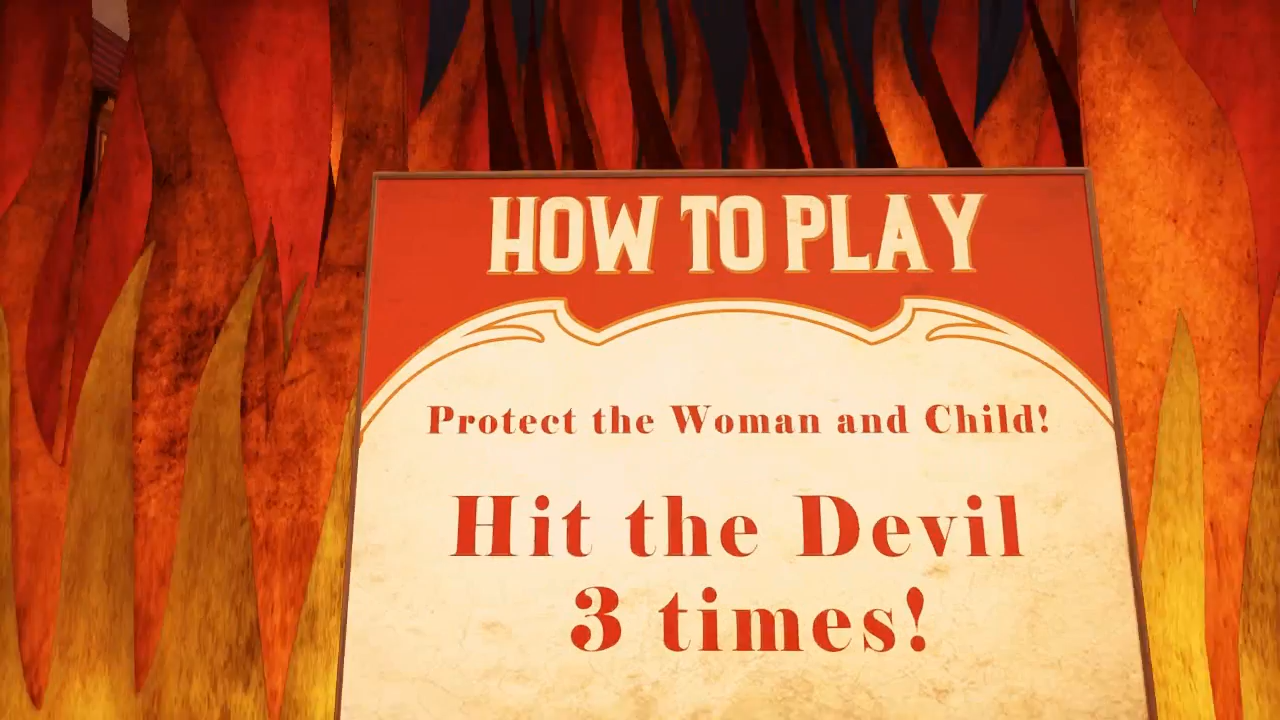 HOW TO PLAY
Protect the Woman and Child!
Hit the Devil
3 times!